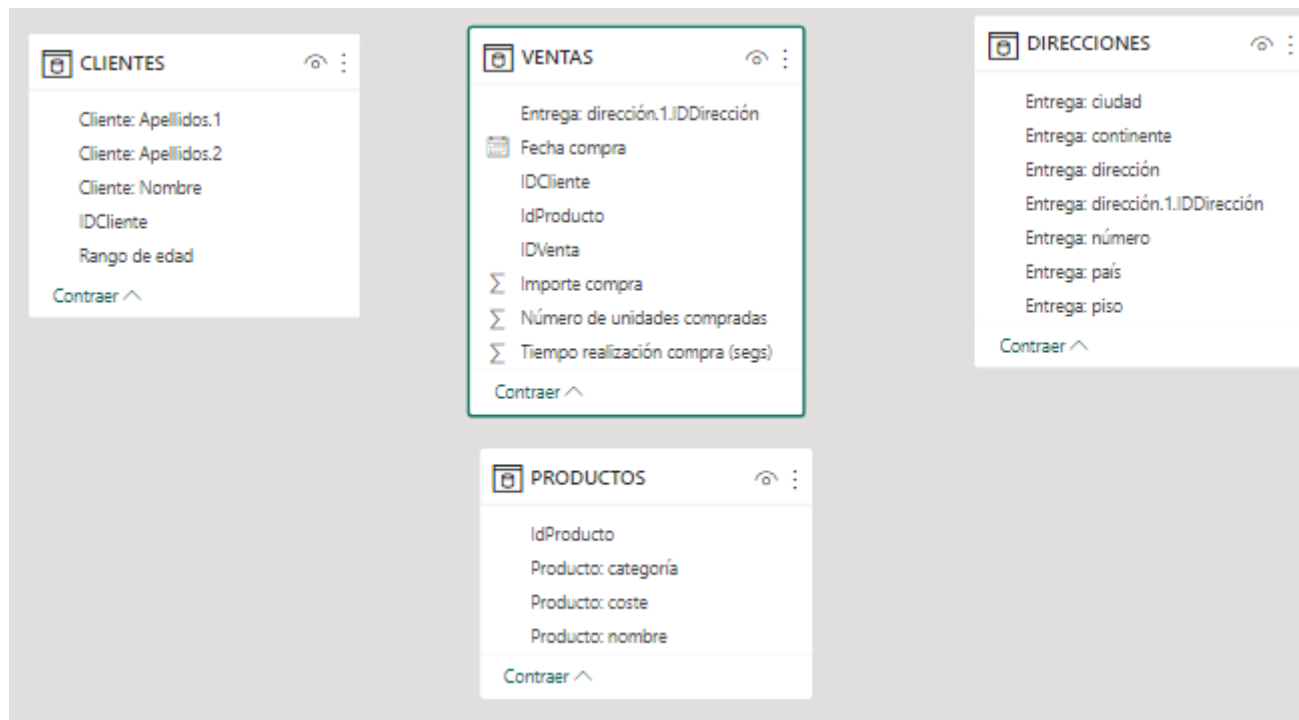 CLIENTES
Cliente: Apellidos.1
Cliente: Apellidos.2
Cliente: Nombre
IDCliente
Rango de edad
Contraer
VENTAS
Entrega: dirección.1.IDDirección
Fecha compra
IDCliente
IdProducto
IDVenta
Importe compra
Número de unidades compradas
Tiempo realización compra (segs)
Contraer
DIRECCIONES
Entrega: ciudad
Entrega: continente
Entrega: dirección
Entrega: dirección.1.IDDirección
Entrega: número
Entrega: país
Entrega: piso
Contraer
PRODUCTOS
IdProducto
Producto: categoría
Producto: coste
Producto: nombre
Contraer